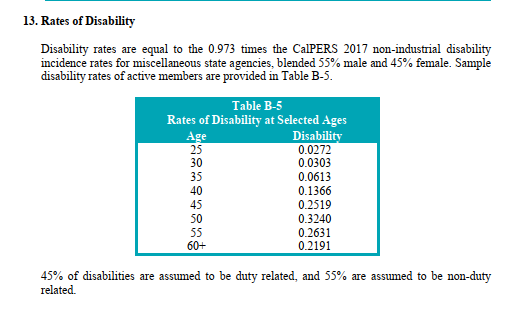 13. Rates of Disability
Disability rates are equal to the 0.973 times the CalPERS 2017 non-industrial disability
incidence rates for miscellaneous state agencies, blended 55% male and 45% female. Sample
disability rates of active members are provided in Table B-5.
Table B-5
Rates of Disability at Selected Ages
Age Disability
25 0.0272
30 0.0303
35 0.0613
40 0.1366
45 0.2519
50 0.3240
55 0.2631
60+ 0.2191
45% of disabilities are assumed to be duty related, and 55% are assumed to be non-duty
related.